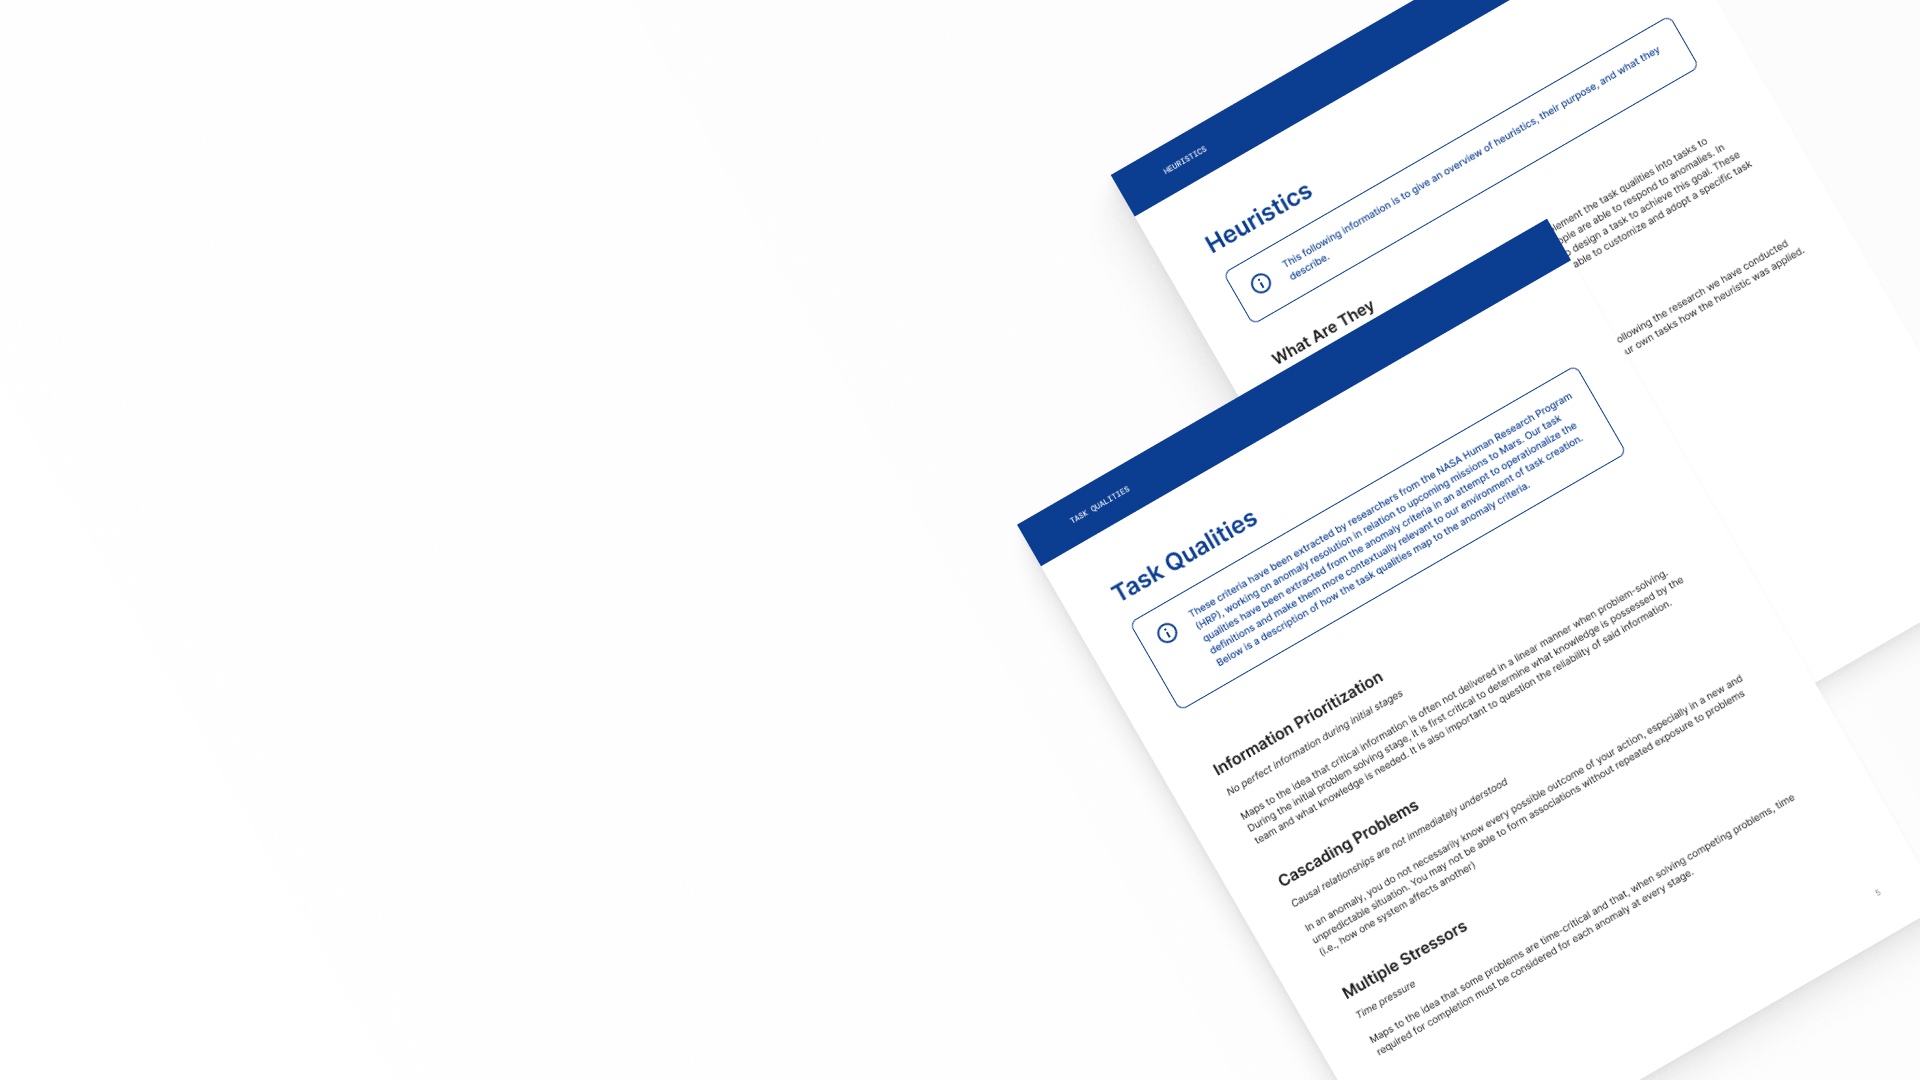 HEURISTICS
Heuristics
This following information is to give an overview of heuristics, their purpose, and what they
describe.
What Are They
lement the task qualities into tasks to
ople are able to respond to anomalies. In
o design a task to achieve this goal. These
able to customize and adopt a specific task
ollowing the research we have conducted
ur own tasks how the heuristic was applied.
TASK QUALITIES
Task Qualities
These criteria have been extracted by researchers from the NASA Human Research Program
(HRP), working on anomaly resolution in relation to upcoming missions to Mars. Our task
qualities have been extracted from the anomaly criteria in an attempt to operationalize the
definitions and make them more contextually relevant to our environment of task creation.
Below is a description of how the task qualities map to the anomaly criteria.
Information Prioritization
No perfect information during initial stages
Maps to the idea that critical information is often not delivered in a linear manner when problem-solving.
During the initial problem solving stage, it is first critical to determine what knowledge is possessed by the
team and what knowledge is needed. It is also important to question the reliability of said information.
Cascading Problems
Causal relationships are not immediately understood
In an anomaly, you do not necessarily know every possible outcome of your action, especially in a new and
unpredictable situation. You may not be able to form associations without repeated exposure to problems
(i.e., how one system affects another)
Multiple Stressors
Time pressure
Maps to the idea that some problems are time-critical and that, when solving competing problems, time
required for completion must be considered for each anomaly at every stage.
5